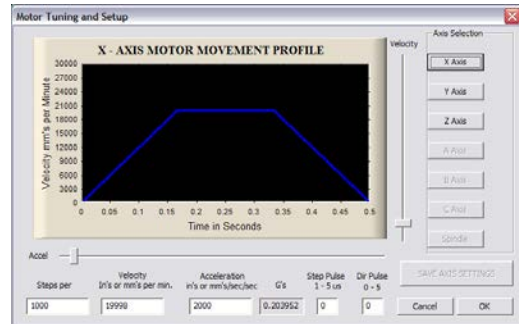 Motor Tuning and Setup
X - AXIS MOTOR MOVEMENT PROFILE
Velocity mm's per Minute
30000
27000
24000
21000
18000
15000
12000
9000
6000
3000
0
0 0.05 0.1 0.15 0.2 0.25 0.3 0.35 0.4 0.45 0.5
Time in Seconds
Velocity
Axis Selection
X Axis
Y Axis
Z Axis
A Axis
B Axis
C Axis
Spindle
Accel
Steps per
Velocity
In's or mm's per min.
Acceleration
in's or mm's/sec/sec
G's
Step Pulse
1 - 5 us
Dir Pulse
0 - 5
1000 19998 2000 0.203952 0 0
SAVE AXIS SETTINGS
Cancel OK